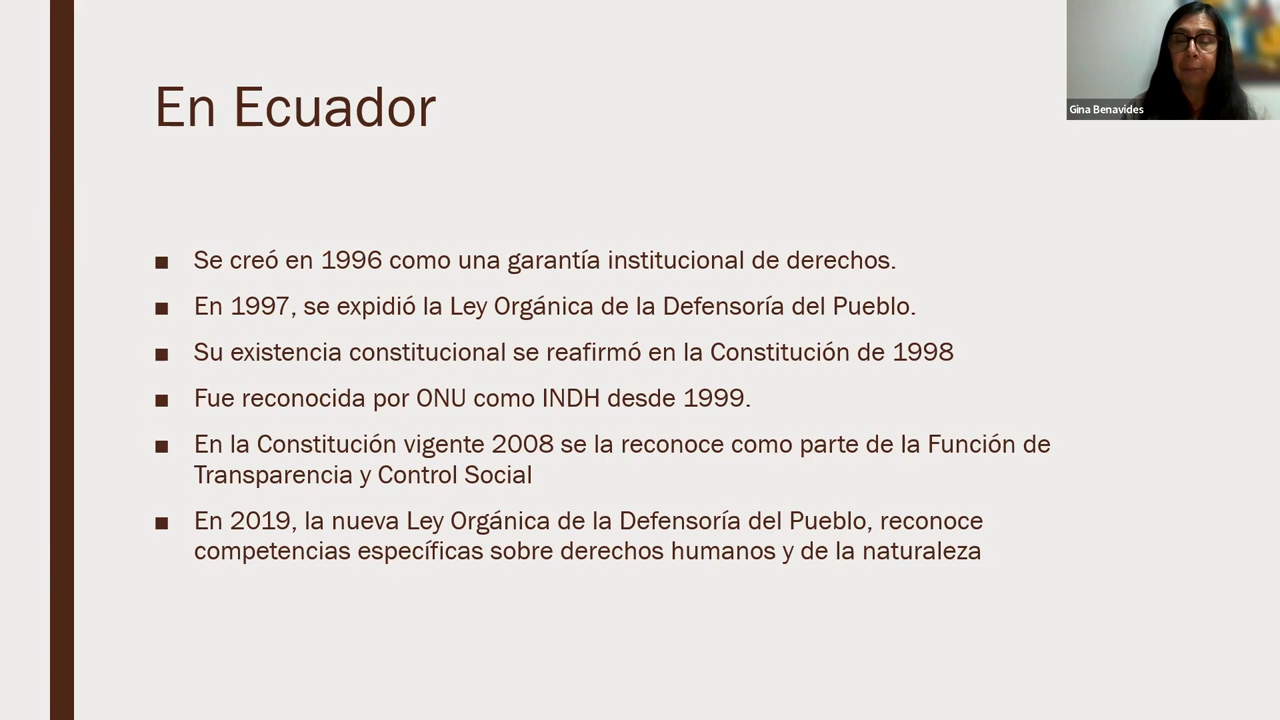 En Ecuador
Gina Benavides
■ Se creó en 1996 como una garantía institucional de derechos.
■ En 1997, se expidió la Ley Orgánica de la Defensoría del Pueblo.
■ Su existencia constitucional se reafirmó en la Constitución de 1998
■ Fue reconocida por ONU como INDH desde 1999.
■ En la Constitución vigente 2008 se la reconoce como parte de la Función de
Transparencia y Control Social
■ En 2019, la nueva Ley Orgánica de la Defensoría del Pueblo, reconoce
competencias específicas sobre derechos humanos y de la naturaleza